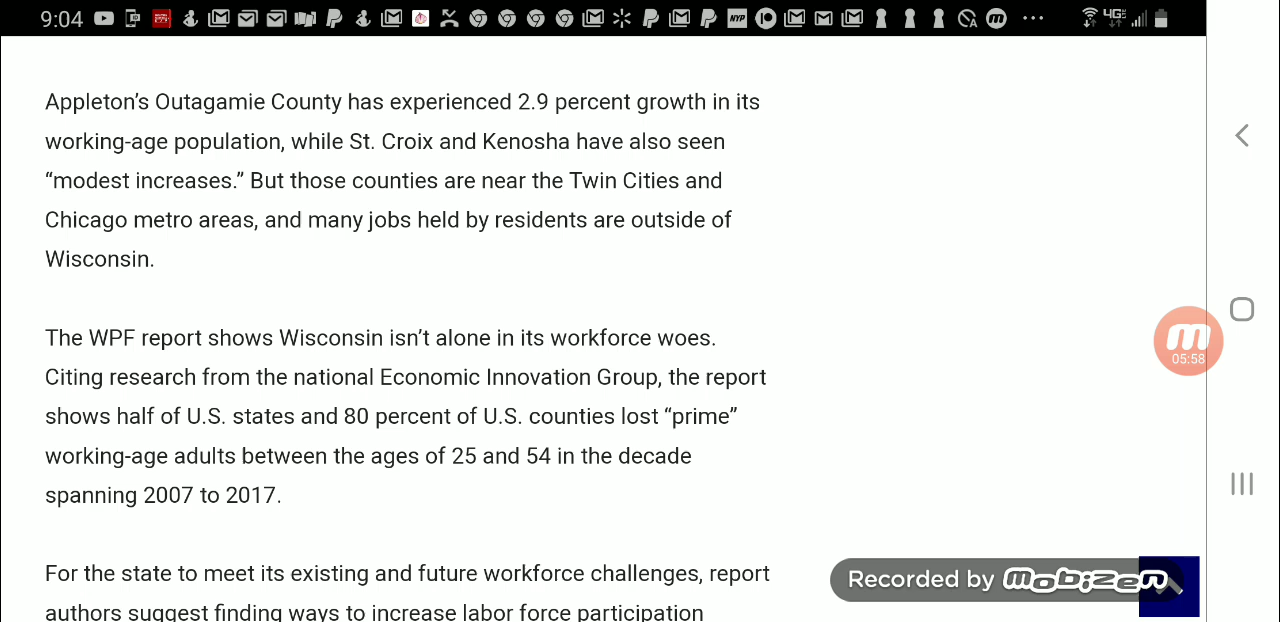 9:04
NYP
4G
Appleton’s Outagamie County has experienced 2.9 percent growth in its
working-age population, while St. Croix and Kenosha have also seen
“modest increases.” But those counties are near the Twin Cities and
Chicago metro areas, and many jobs held by residents are outside of
Wisconsin.
The WPF report shows Wisconsin isn’t alone in its workforce woes.
Citing research from the national Economic Innovation Group, the report
shows half of U.S. states and 80 percent of U.S. counties lost “prime”
working-age adults between the ages of 25 and 54 in the decade
spanning 2007 to 2017.
05:58
For the state to meet its existing and future workforce challenges, report
authors suggest finding ways to increase labor force participation
Recorded by mobizen